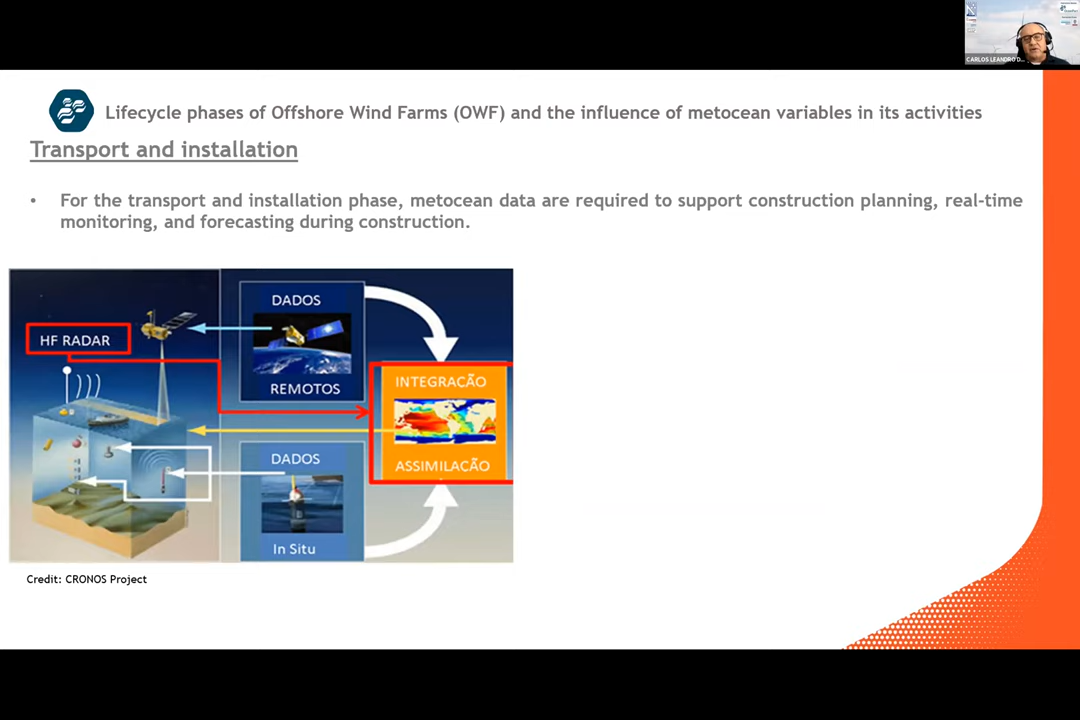 CARLOS LEANDRO D...
Lifecycle phases of Offshore Wind Farms (OWF) and the influence of metocean variables in its activities
Transport and installation
• For the transport and installation phase, metocean data are required to support construction planning, real-time
monitoring, and forecasting during construction.
HF RADAR
DADOS
REMOTOS
INTEGRAÇÃO
ASSIMILAÇÃO
DADOS
In Situ
Credit: CRONOS Project